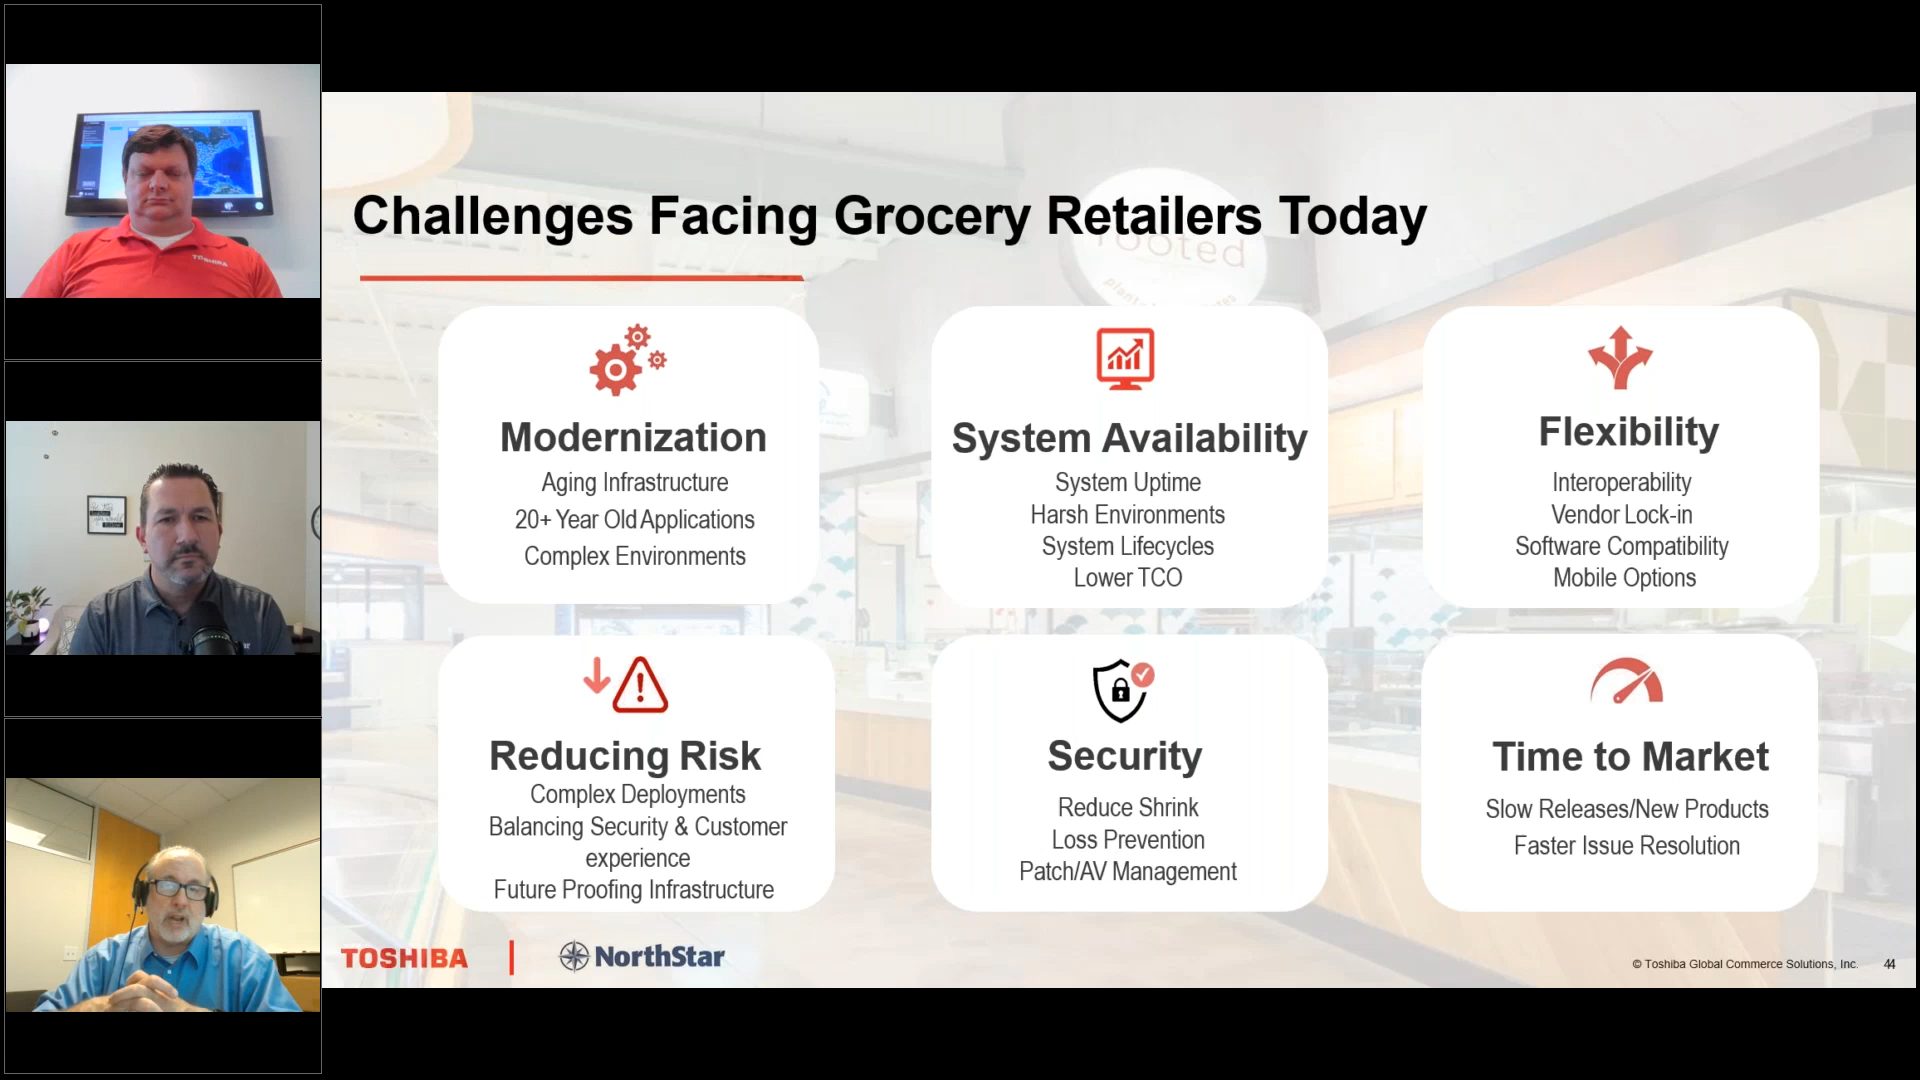 TOSHIBA
Challenges Facing Grocery Retailers Today
rooted
Modernization
Aging Infrastructure
20+ Year Old Applications
Complex Environments
System Availability
System Uptime
Harsh Environments
System Lifecycles
Lower TCO
Flexibility
Interoperability
Vendor Lock-in
Software Compatibility
Mobile Options
Reducing Risk
Complex Deployments
Balancing Security & Customer
experience
Future Proofing Infrastructure
Security
Reduce Shrink
Loss Prevention
Patch/AV Management
Time to Market
Slow Releases/New Products
Faster Issue Resolution
TOSHIBA | NorthStar
© Toshiba Global Commerce Solutions, Inc. 44